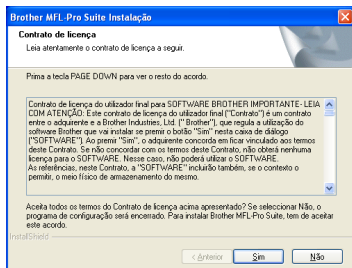 Brother MFL-Pro Suite Instalação
Contrato de licença
Leia atentamente o contrato de licença a seguir.
Prima a tecla PAGE DOWN para ver o resto do acordo.
Contrato de licença do utilizador final para SOFTWARE BROTHER IMPORTANTE- LEIA
COM ATENÇÃO: Este contrato de licença do utilizador final ("Contrato") é um contrato
entre o adquirente e a Brother Industries, Ltd. (" Brother"), que regula a utilização do
software Brother que vai instalar se premir o botão "Sim" nesta caixa de diálogo
("SOFTWARE"). Ao premir "Sim", o adquirente concorda em ficar vinculado aos termos
deste Contrato. Se não concordar com os termos deste Contrato, não obterá nenhuma
licença para o SOFTWARE. Nesse caso, não poderá utilizar o SOFTWARE.
As referências, neste Contrato, a "SOFTWARE" incluirão também, se o contexto o
permitir, o meio físico de armazenamento do mesmo.
Aceita todos os termos do Contrato de licença acima apresentado? Se seleccionar Não, o
programa de configuração será encerrado. Para instalar Brother MFL-Pro Suite, tem de aceitar
este acordo.
InstallShield
< Anterior
Sim
Não